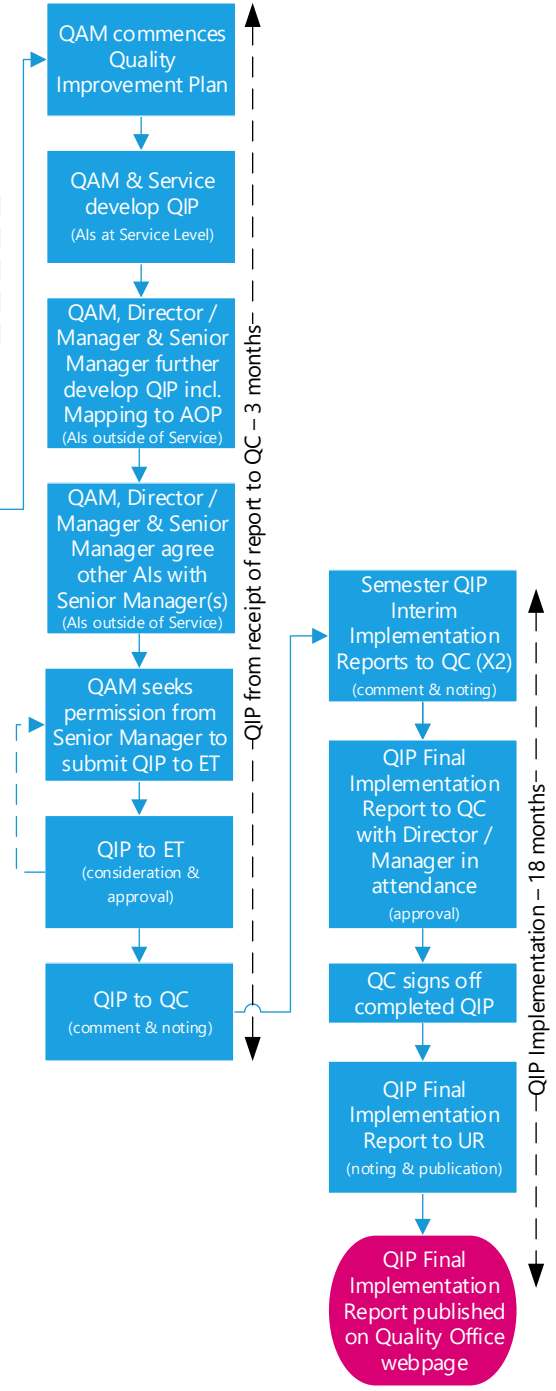 QAM commences
Quality
Improvement Plan
QAM & Service
develop QIP
(AIs at Service Level)
QAM, Director /
Manager & Senior
Manager further
develop QIP incl.
Mapping to AOP
(AIs outside of Service)
QAM, Director /
Manager & Senior
Manager agree
other AIs with
Senior Manager(s)
(AIs outside of Service)
QAM seeks
permission from
Senior Manager to
submit QIP to ET
QIP to ET
(consideration &
approval)
QIP to QC
(comment & noting)
QIP from receipt of report to QC – 3 months
Semester QIP
Interim
Implementation
Reports to QC (X2)
(comment & noting)
QIP Final
Implementation
Report to QC
with Director /
Manager in
attendance
(approval)
QC signs off
completed QIP
QIP Final
Implementation
Report to UR
(noting & publication)
QIP Final
Implementation
Report published
on Quality Office
webpage
QIP Implementation – 18 months